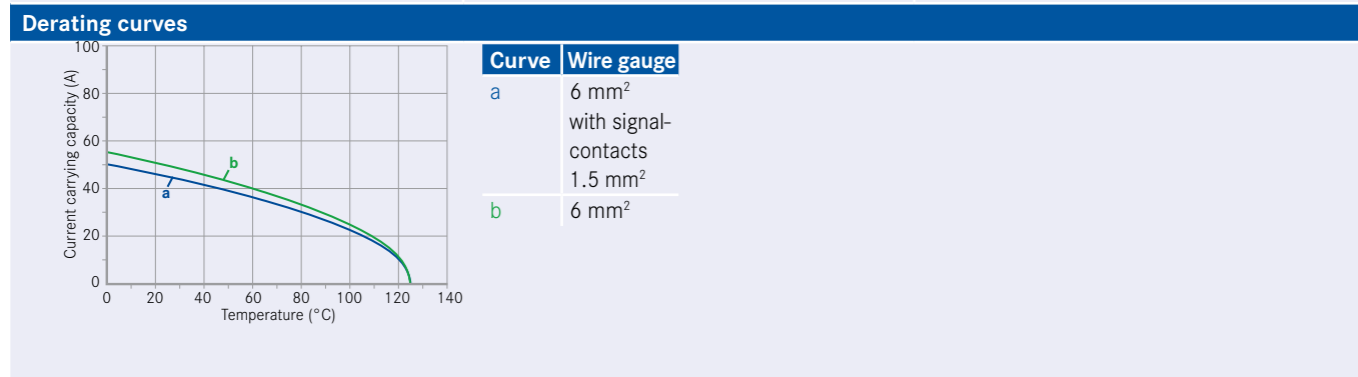 Derating curves
Current carrying capacity (A)
100
80
60
40
20
0
0 20 40 60 80 100 120 140
Temperature (°C)
a
b
Curve Wire gauge
a 6 mm²
with signal-
contacts
1.5 mm²
b 6 mm²